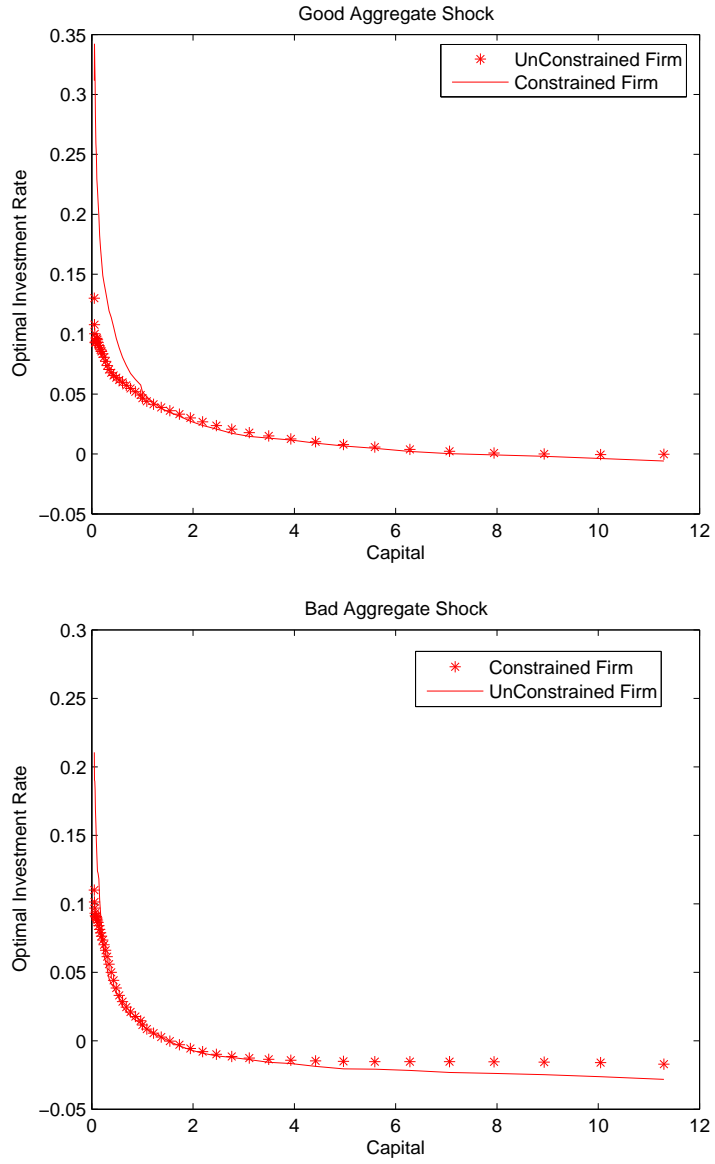 Good Aggregate Shock
0.35
0.3
0.25
0.2
0.15
0.1
0.05
0
−0.05
Optimal Investment Rate
UnConstrained Firm
Constrained Firm
0 2 4 6 8 10 12
Capital
Bad Aggregate Shock
0.3
0.25
0.2
0.15
0.1
0.05
0
−0.05
Optimal Investment Rate
Constrained Firm
UnConstrained Firm
0 2 4 6 8 10 12
Capital